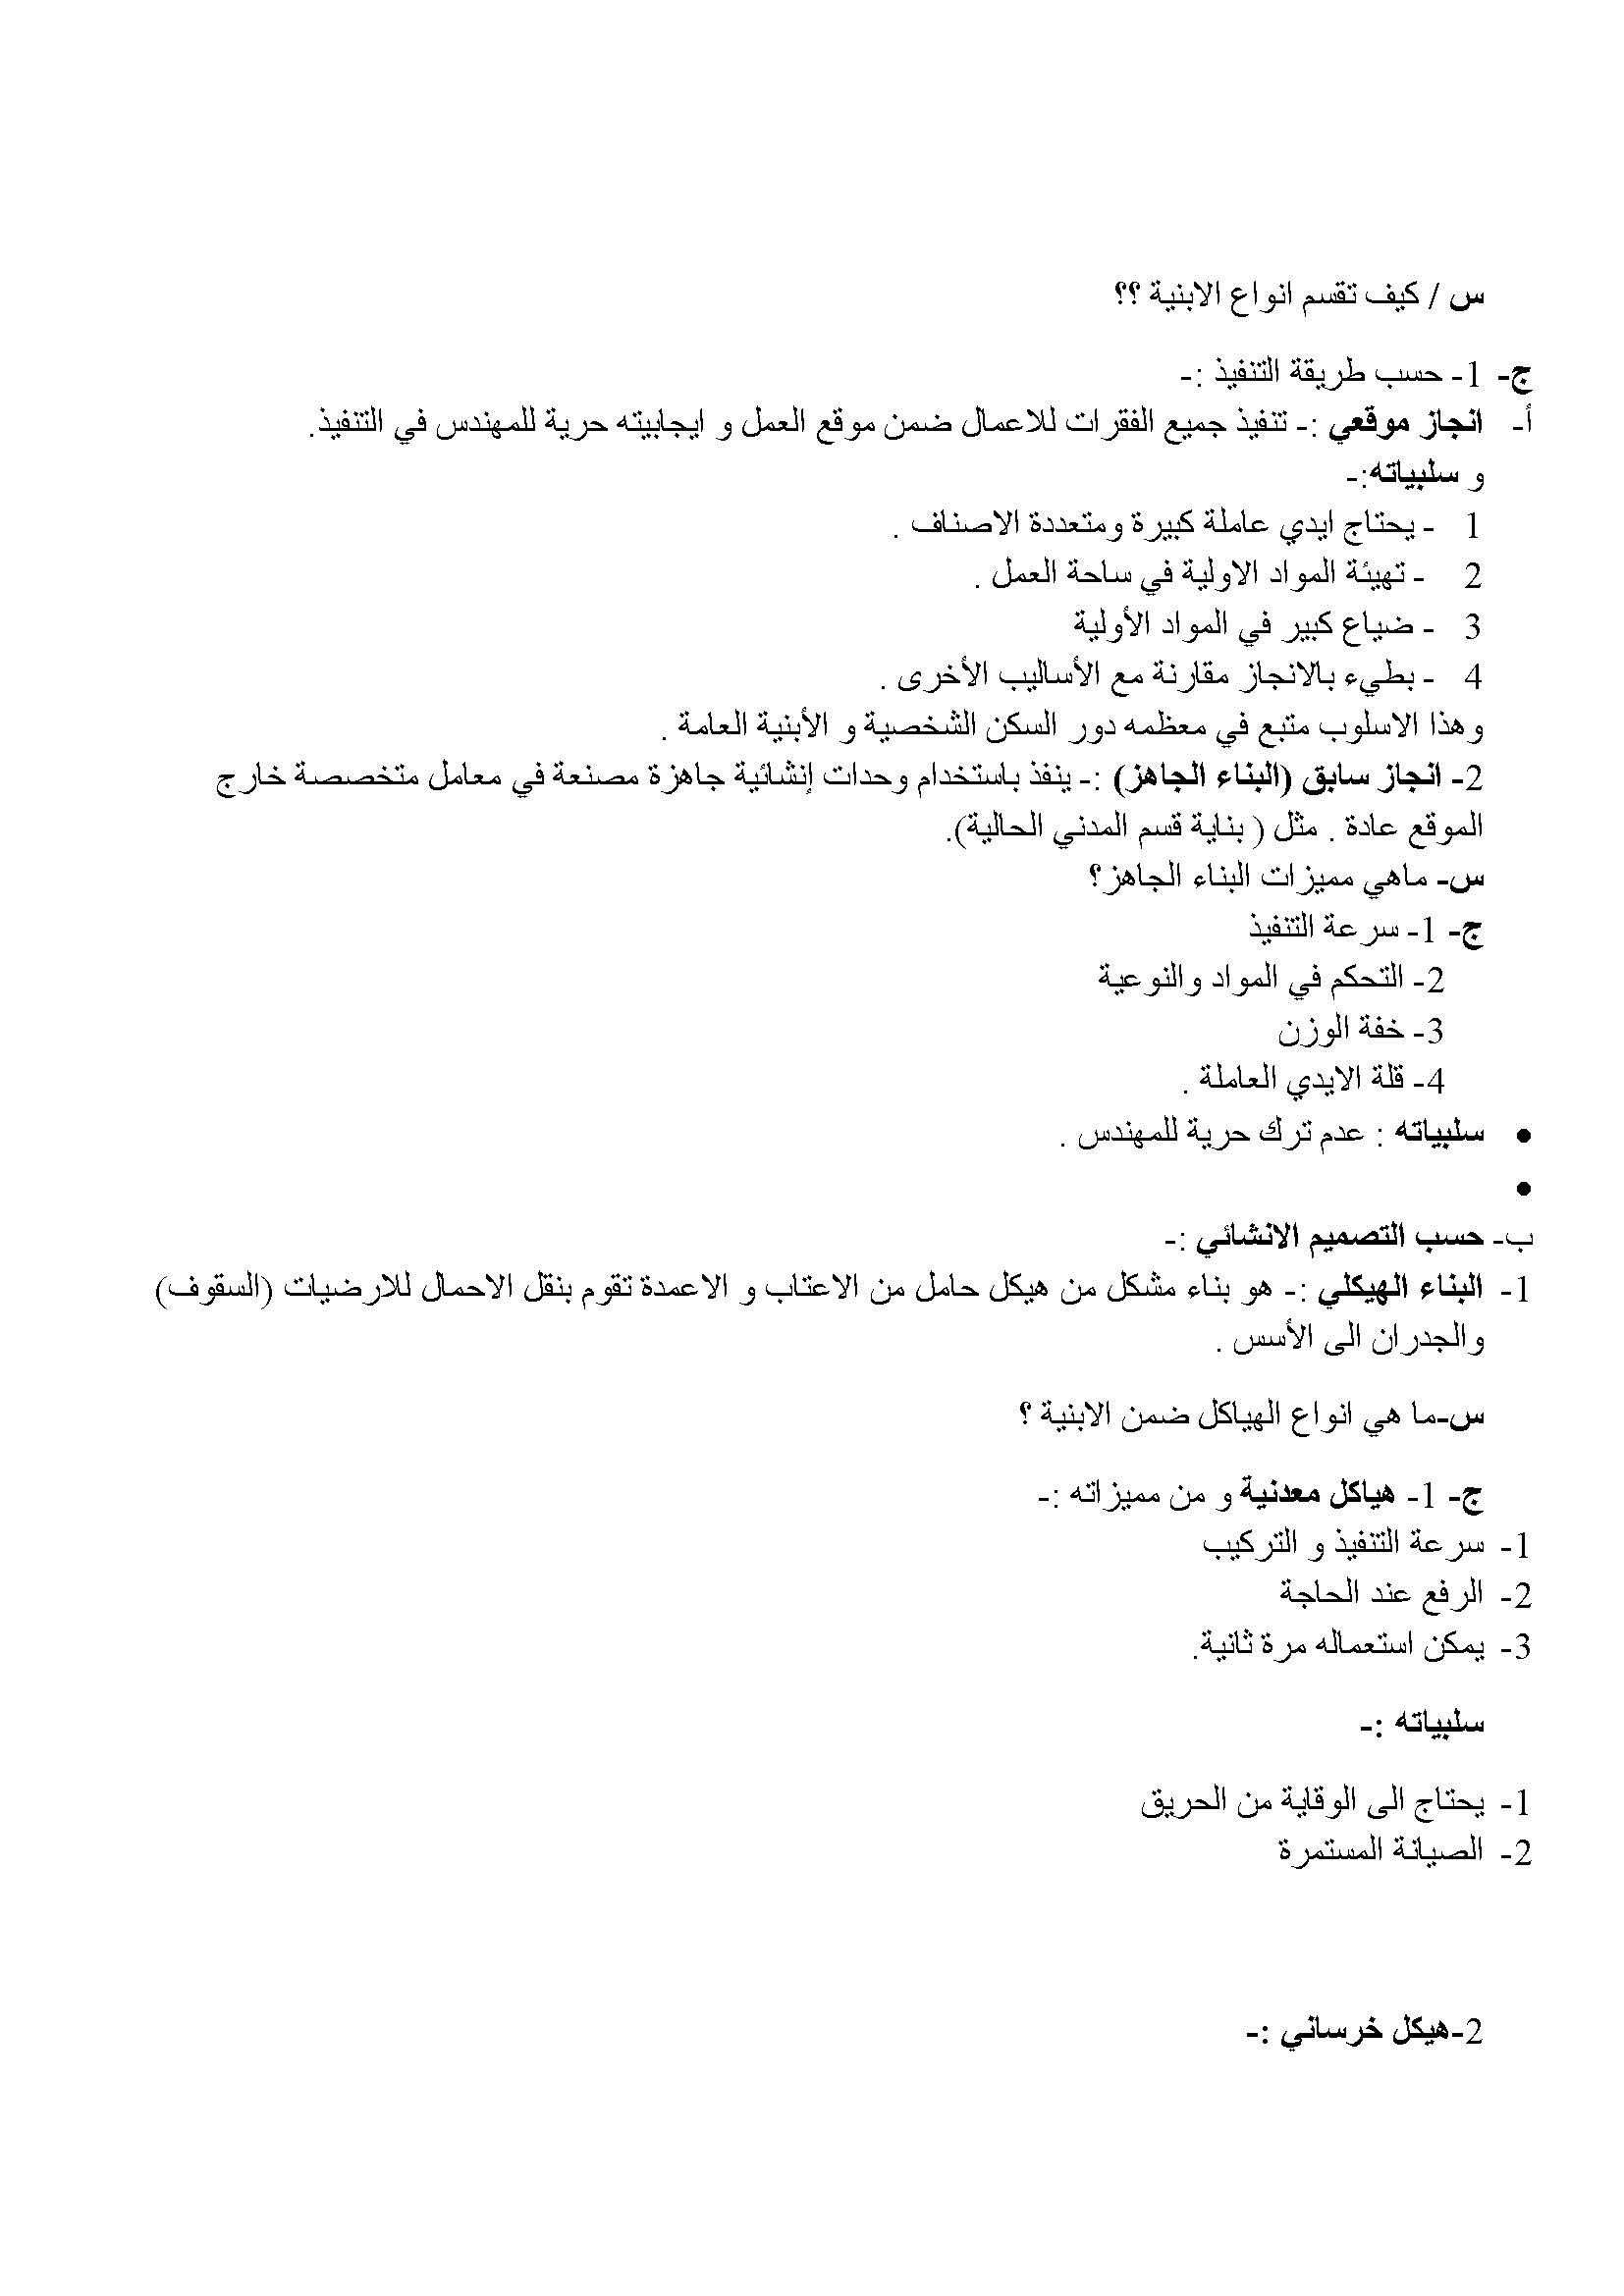 س / كيف تقسم انواع الابنية ؟؟
ج- 1- حسب طريقة التنفيذ :-
أ- انجاز موقعي :- تنفيذ جميع الفقرات للاعمال ضمن موقع العمل و ايجابيته حرية للمهندس في التنفيذ.
و سلبياته:-
1 - يحتاج ايدي عاملة كبيرة ومتعددة الاصناف .
2 - تهيئة المواد الاولية في ساحة العمل .
3 - ضياع كبير في المواد الأولية
4 - بطيء بالانجاز مقارنة مع الأساليب الأخرى .
وهذا الاسلوب متبع في معظمه دور السكن الشخصية و الأبنية العامة .
2- انجاز سابق (البناء الجاهز) :- ينفذ باستخدام وحدات إنشائية جاهزة مصنعة في معامل متخصصة خارج
الموقع عادة . مثل ( بناية قسم المدني الحالية).
س- ماهي مميزات البناء الجاهز؟
ج- 1- سرعة التنفيذ
2- التحكم في المواد والنوعية
3- خفة الوزن
4- قلة الايدي العاملة .
• سلبياته : عدم ترك حرية للمهندس .
•
ب- حسب التصميم الانشائي :-
1- البناء الهيكلي :- هو بناء مشكل من هيكل حامل من الاعتاب و الاعمدة تقوم بنقل الاحمال للارضيات (السقوف)
والجدران الى الأسس .
س-ما هي انواع الهياكل ضمن الابنية ؟
ج- 1- هياكل معدنية و من مميزاته :-
1- سرعة التنفيذ و التركيب
2- الرفع عند الحاجة
3- يمكن استعماله مرة ثانية.
سلبياته :-
1- يحتاج الى الوقاية من الحريق
2- الصيانة المستمرة
2-هيكل خرساني :-